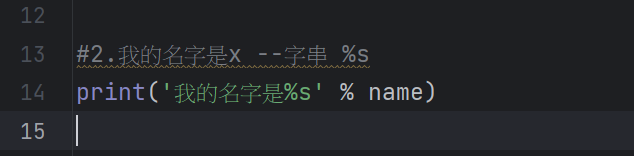 12
13 #2.我的名字是x --字串 %s
14 print('我的名字是%s' % name)
15